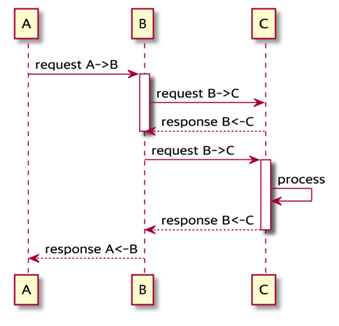 A B C
request A->B
request B->C
response B<-C
request B->C
process
response B<-C
response A<-B
A B C